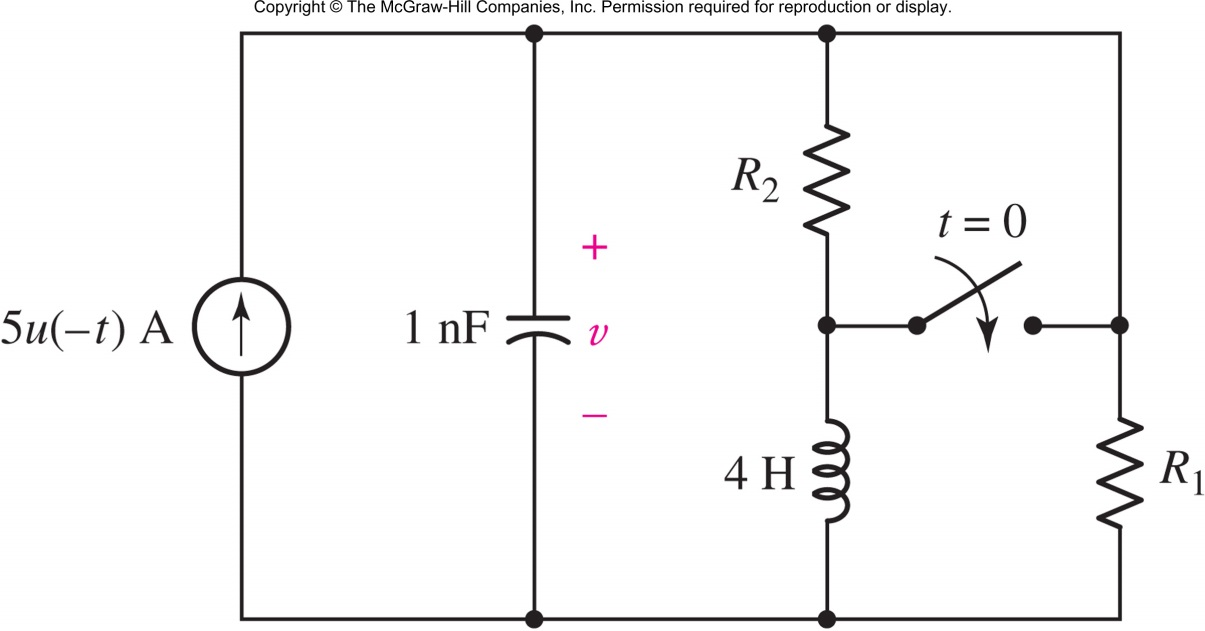 Copyright © The McGraw-Hill Companies, Inc. Permission required for reproduction or display.
R₂
t = 0
+
5u(−t) A
1 nF
v
−
4 H
R₁